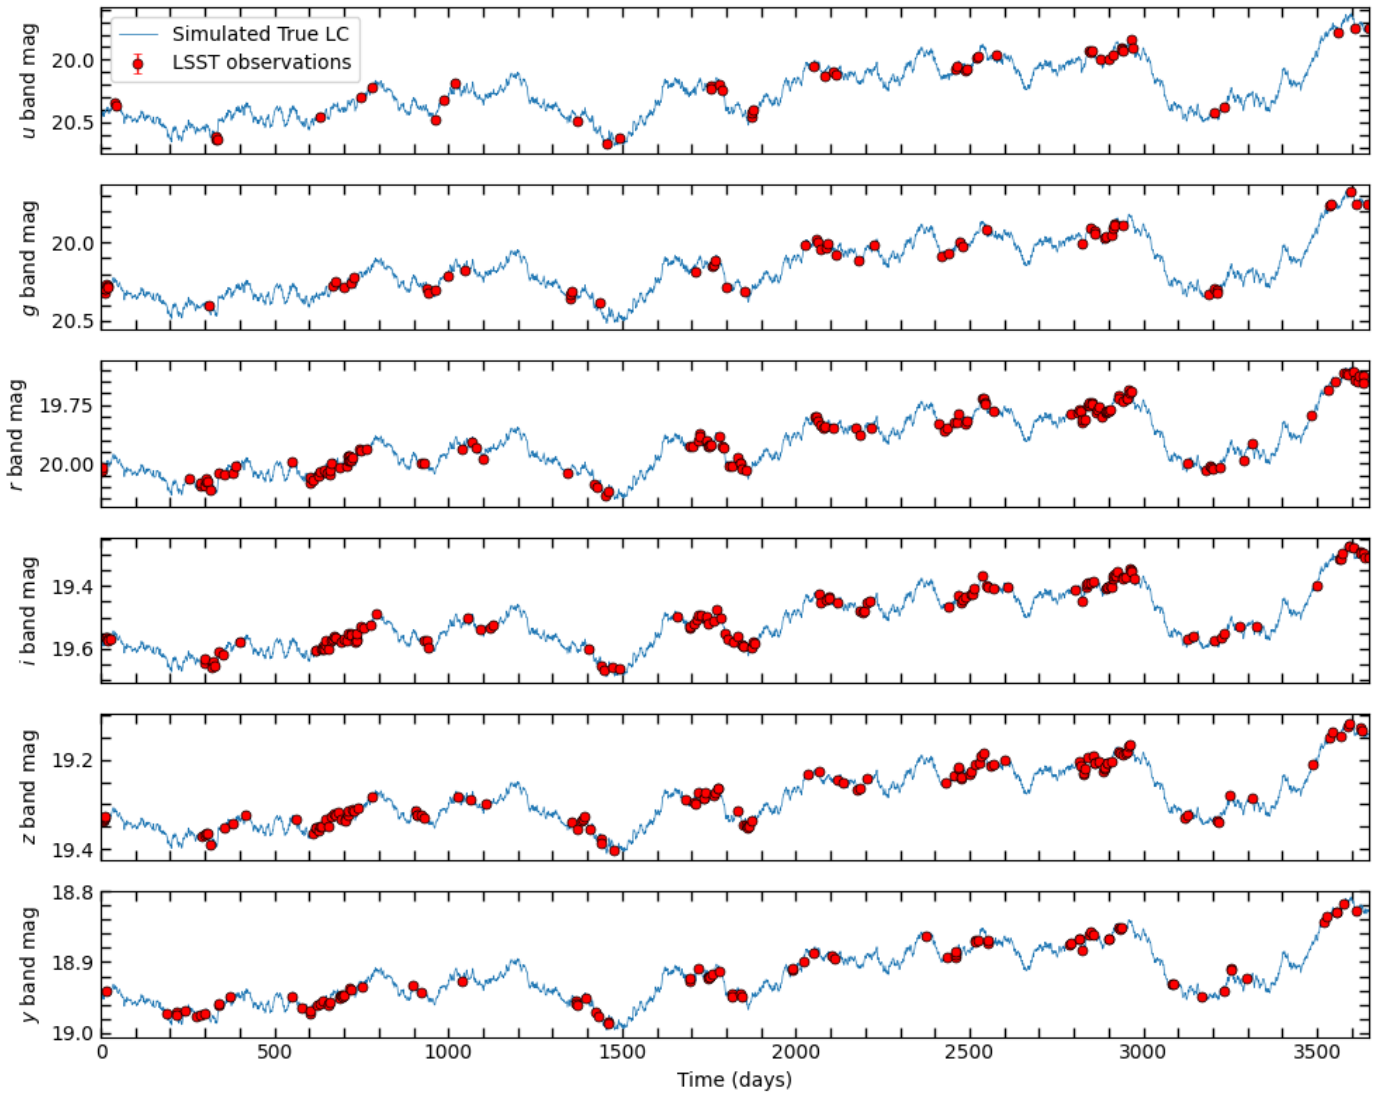 Simulated True LC
LSST observations
u band mag
20.0
20.5
g band mag
20.0
20.5
r band mag
19.75
20.00
i band mag
19.4
19.6
z band mag
19.2
19.4
y band mag
18.8
18.9
19.0
0 500 1000 1500 2000 2500 3000 3500
Time (days)